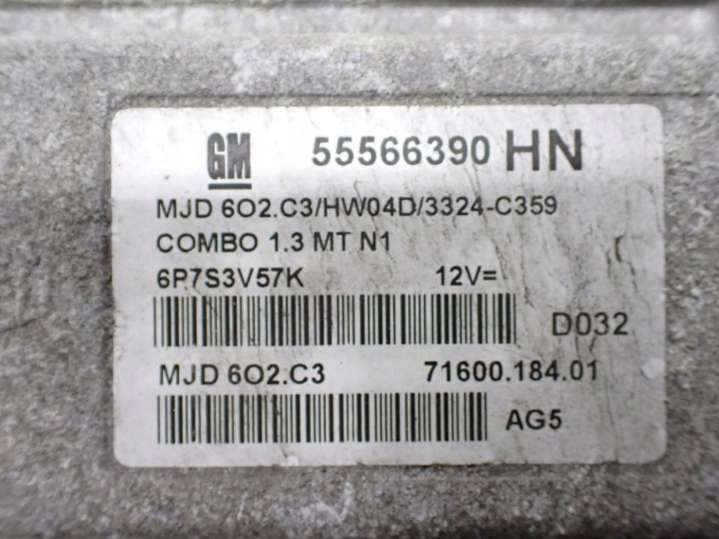 GM 55566390 HN
MJD 6O2.C3/HW04D/3324-C359
COMBO 1.3 MT N1
6P7S3V57K 12V=
D032
MJD 6O2.C3 71600.184.01
AG5